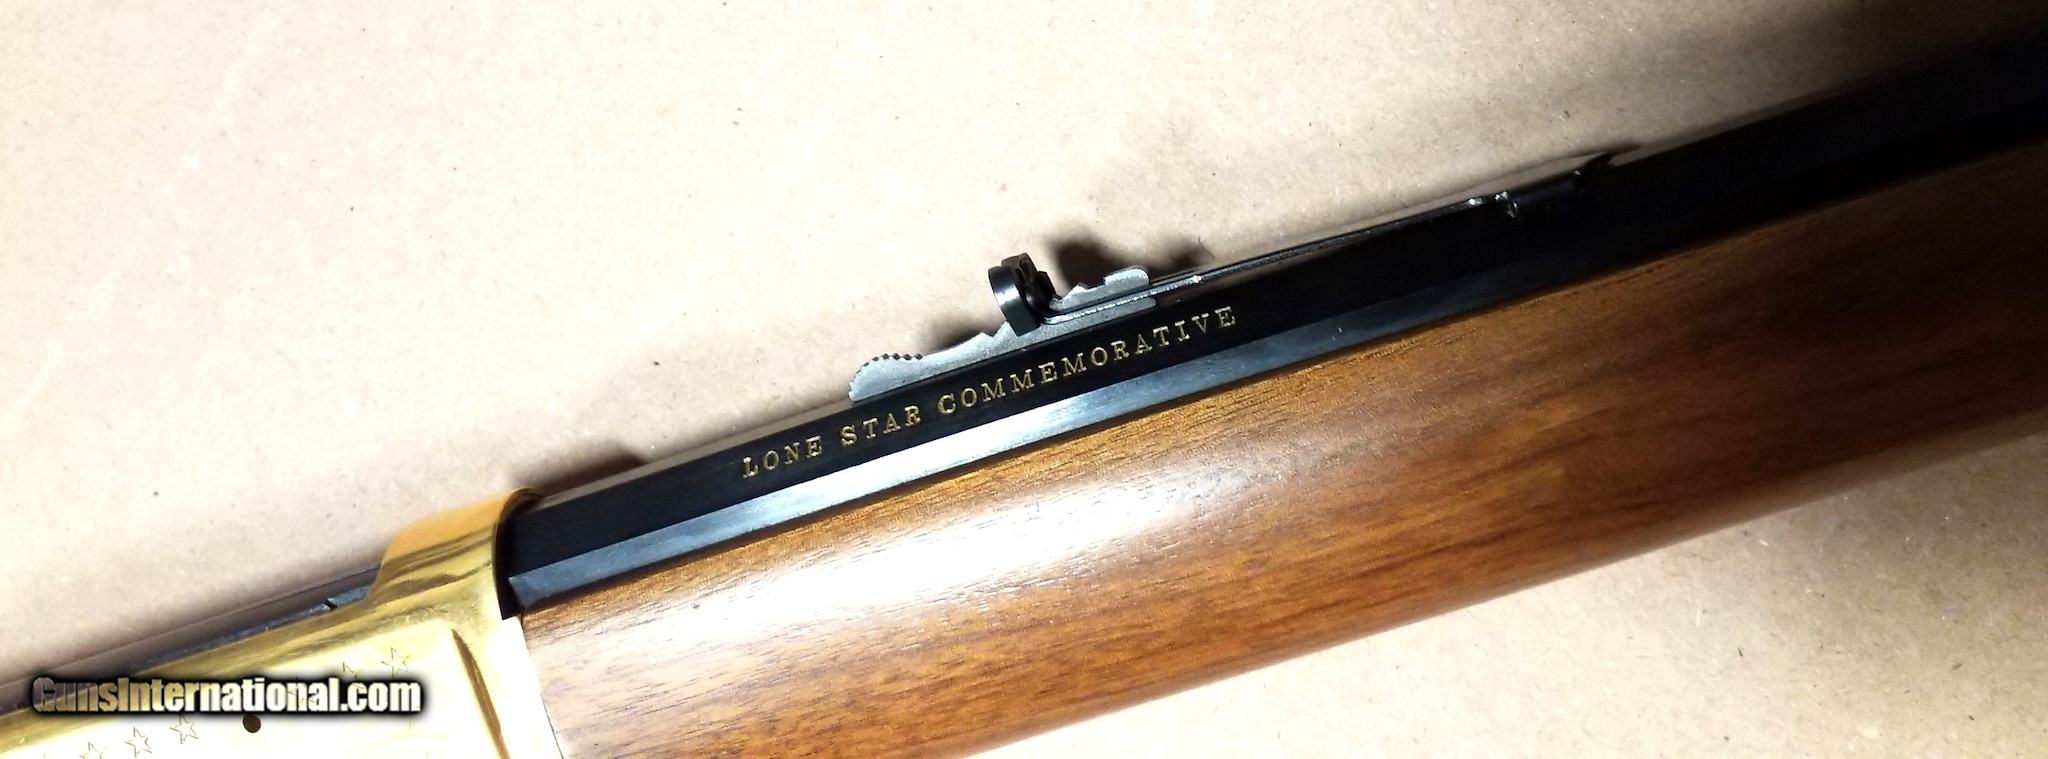 LONE STAR COMMEMORATIVE
GunsInternational.com